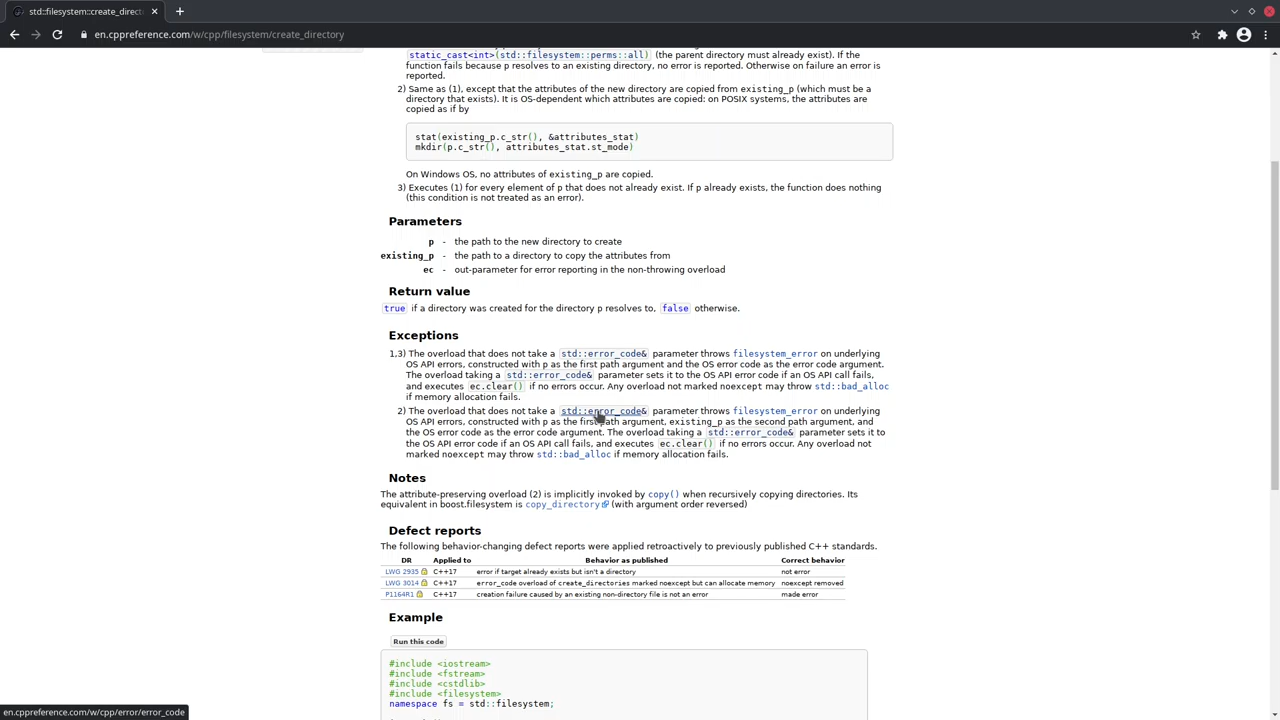 std::filesystem::create_direct
en.cppreference.com/w/cpp/filesystem/create_directory
static_cast<int>(std::filesystem::perms::all) (the parent directory must already exist). If the
function fails because p resolves to an existing directory, no error is reported. Otherwise on failure an error is
reported.
2) Same as (1), except that the attributes of the new directory are copied from existing_p (which must be a
directory that exists). It is OS-dependent which attributes are copied: on POSIX systems, the attributes are
copied as if by
stat(existing_p.c_str(), &attributes_stat)
mkdir(p.c_str(), attributes_stat.st_mode)
On Windows OS, no attributes of existing_p are copied.
3) Executes (1) for every element of p that does not already exist. If p already exists, the function does nothing
(this condition is not treated as an error).
Parameters
p - the path to the new directory to create
existing_p - the path to a directory to copy the attributes from
ec - out-parameter for error reporting in the non-throwing overload
Return value
true if a directory was created for the directory p resolves to, false otherwise.
Exceptions
1,3) The overload that does not take a std::error_code& parameter throws filesystem_error on underlying
OS API errors, constructed with p as the first path argument and the OS error code as the error code argument.
The overload taking a std::error_code& parameter sets it to the OS API error code if an OS API call fails,
and executes ec.clear() if no errors occur. Any overload not marked noexcept may throw std::bad_alloc
if memory allocation fails.
2) The overload that does not take a std::error_code& parameter throws filesystem_error on underlying
OS API errors, constructed with p as the first path argument, existing_p as the second path argument, and
the OS error code as the error code argument. The overload taking a std::error_code& parameter sets it to
the OS API error code if an OS API call fails, and executes ec.clear() if no errors occur. Any overload not
marked noexcept may throw std::bad_alloc if memory allocation fails.
Notes
The attribute-preserving overload (2) is implicitly invoked by copy() when recursively copying directories. Its
equivalent in boost.filesystem is copy_directory (with argument order reversed)
Defect reports
The following behavior-changing defect reports were applied retroactively to previously published C++ standards.
DR Applied to Behavior as published Correct behavior
LWG 2935 C++17 error if target already exists but isn't a directory not error
LWG 3014 C++17 error_code overload of create_directories marked noexcept but can allocate memory noexcept removed
P1164R1 C++17 creation failure caused by an existing non-directory file is not an error made error
Example
Run this code
#include <iostream>
#include <fstream>
#include <cstdlib>
#include <filesystem>
namespace fs = std::filesystem;
en.cppreference.com/w/cpp/error/error_code